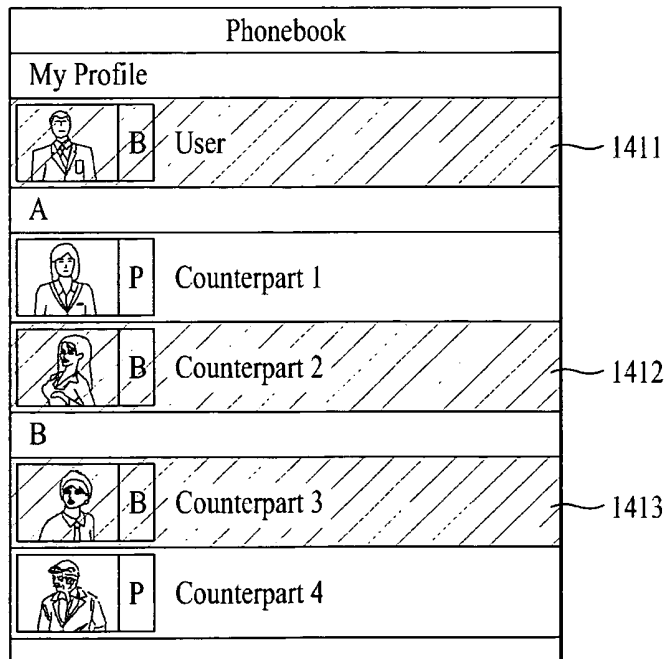 Phonebook
My Profile
B User 1411
A
P Counterpart 1
B Counterpart 2 1412
B
B Counterpart 3 1413
P Counterpart 4